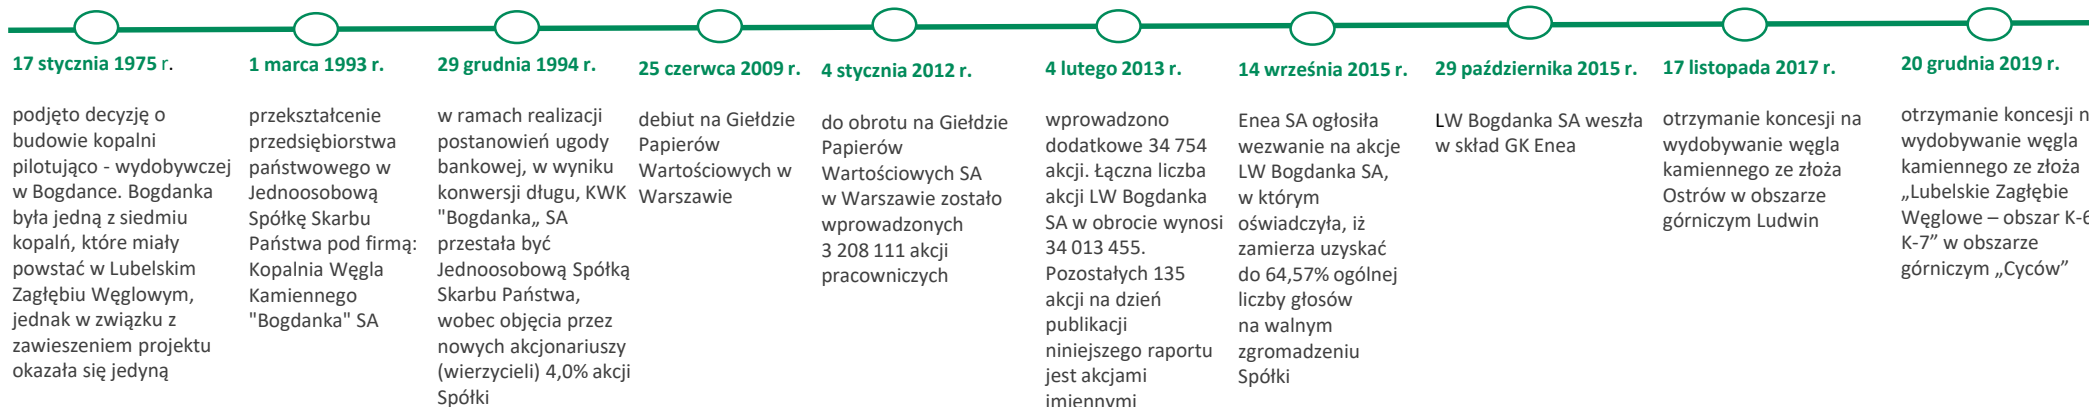 17 stycznia 1975 r.
podjęto decyzję o
budowie kopalni
pilotująco - wydobywczej
w Bogdance. Bogdanka
była jedną z siedmiu
kopalń, które miały
powstać w Lubelskim
Zagłębiu Węglowym,
jednak w związku z
zawieszeniem projektu
okazała się jedyną
1 marca 1993 r.
przekształcenie
przedsiębiorstwa
państwowego w
Jednoosobową
Spółkę Skarbu
Państwa pod firmą:
Kopalnia Węgla
Kamiennego
"Bogdanka" SA
29 grudnia 1994 r.
w ramach realizacji
postanowień ugody
bankowej, w wyniku
konwersji długu, KWK
"Bogdanka„ SA
przestała być
Jednoosobową Spółką
Skarbu Państwa,
wobec objęcia przez
nowych akcjonariuszy
(wierzycieli) 4,0% akcji
Spółki
25 czerwca 2009 r.
debiut na Giełdzie
Papierów
Wartościowych w
Warszawie
4 stycznia 2012 r.
do obrotu na Giełdzie
Papierów
Wartościowych SA
w Warszawie zostało
wprowadzonych
3 208 111 akcji
pracowniczych
4 lutego 2013 r.
wprowadzono
dodatkowe 34 754
akcji. Łączna liczba
akcji LW Bogdanka
SA w obrocie wynosi
34 013 455.
Pozostałych 135
akcji na dzień
publikacji
niniejszego raportu
jest akcjami
imiennymi
14 września 2015 r.
Enea SA ogłosiła
wezwanie na akcje
LW Bogdanka SA,
w którym
oświadczyła, iż
zamierza uzyskać
do 64,57% ogólnej
liczby głosów
na walnym
zgromadzeniu
Spółki
29 października 2015 r.
LW Bogdanka SA weszła
w skład GK Enea
17 listopada 2017 r.
otrzymanie koncesji na
wydobywanie węgla
kamiennego ze złoża
Ostrów w obszarze
górniczym Ludwin
20 grudnia 2019 r.
otrzymanie koncesji
wydobywanie węgla
kamiennego ze złoża
„Lubelskie Zagłębie
Węglowe – obszar
K-7” w obszarze
górniczym „Cyców”